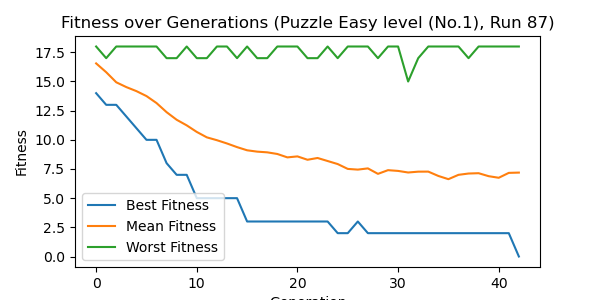 Fitness over Generations (Puzzle Easy level (No.1), Run 87)
17.5
15.0
12.5
10.0
7.5
5.0
2.5
0.0
Fitness
Best Fitness
Mean Fitness
Worst Fitness
0 10 20 30 40
Generation